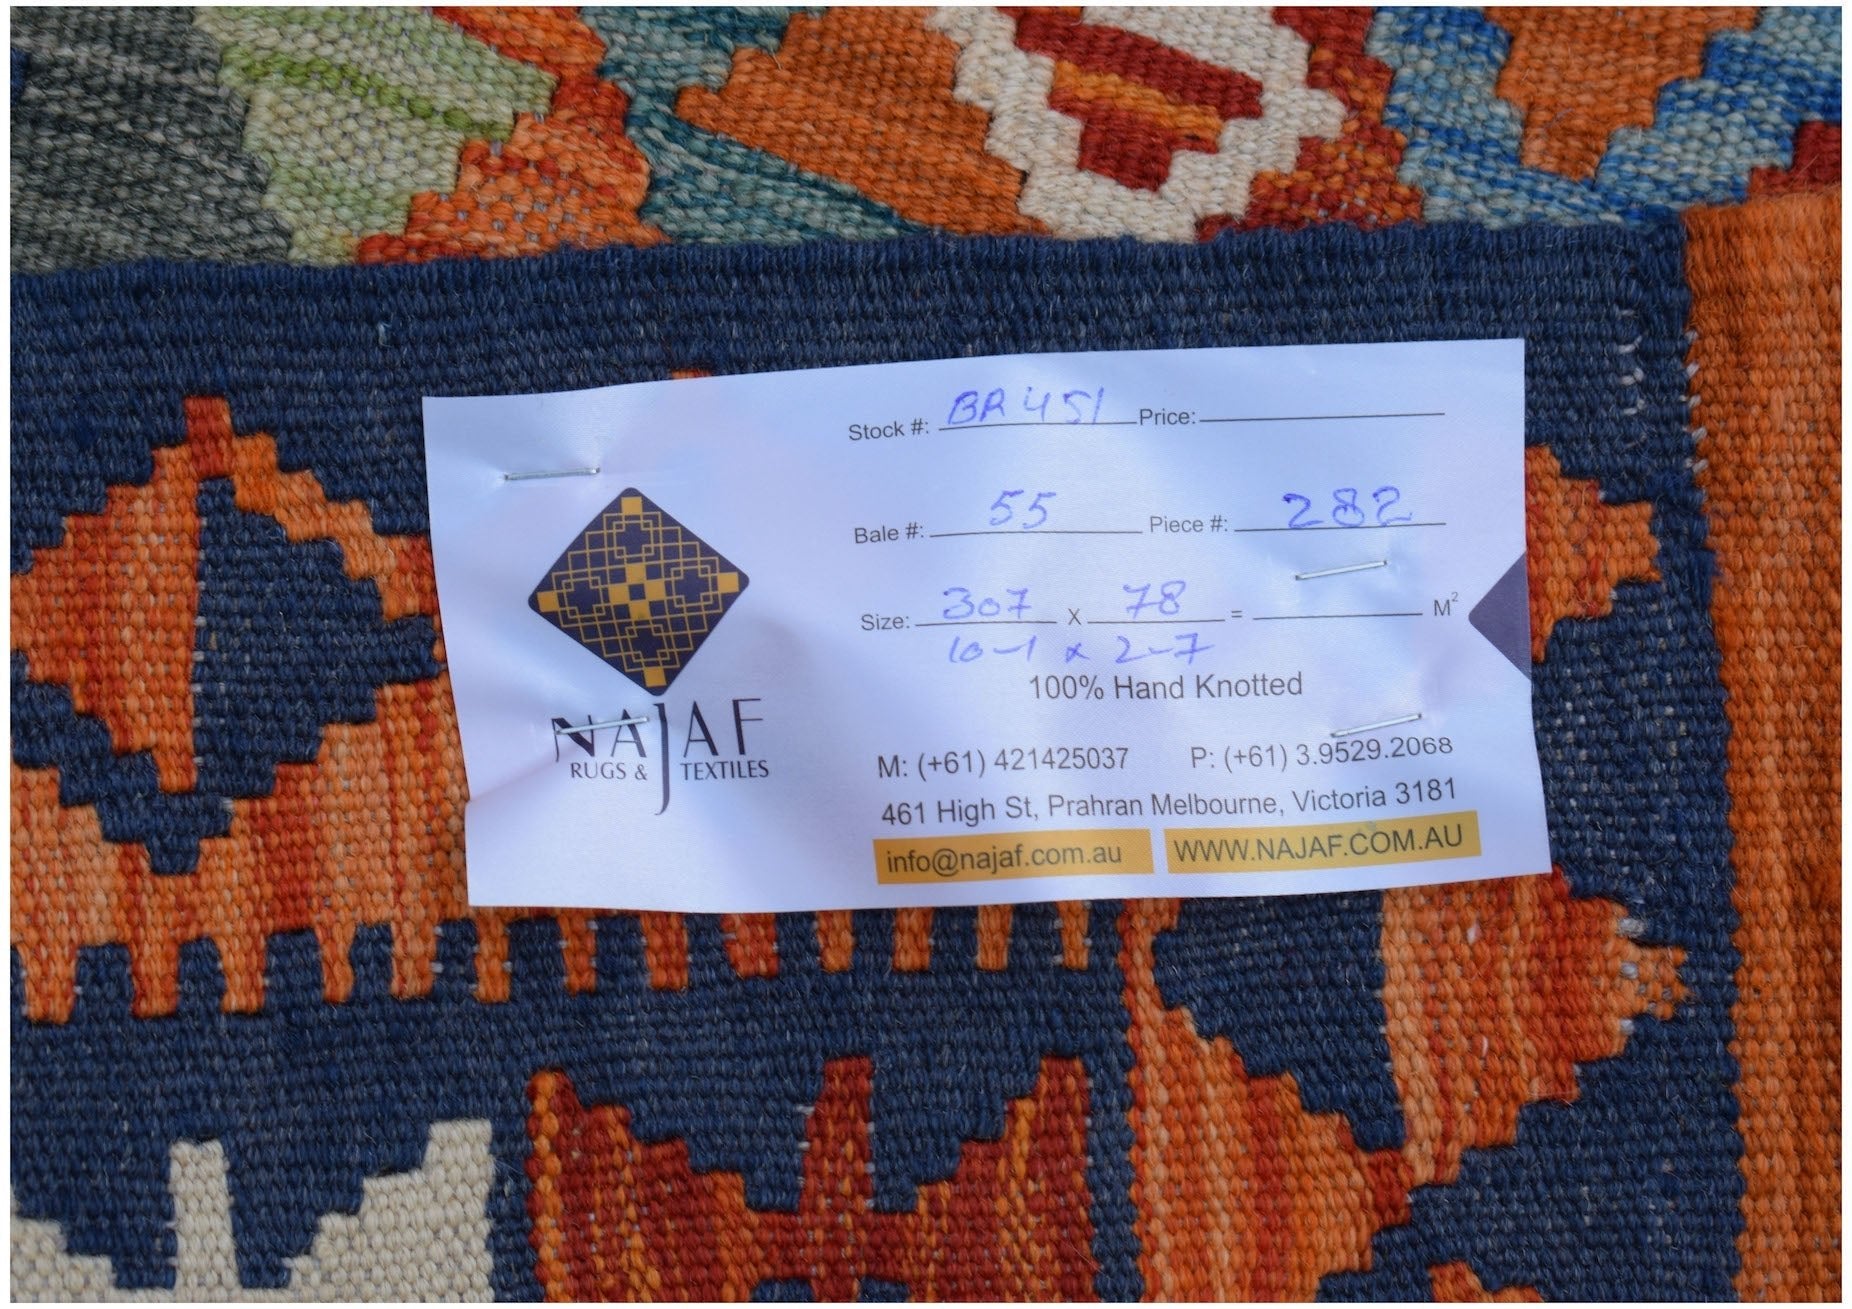 Stock #: BR 451 Price:
Bale #: 55 Piece #: 282
Size: 307 X 78 = M²
10-1 x 2-7
100% Hand Knotted
NAJAF
RUGS & TEXTILES
M: (+61) 421425037 P: (+61) 3.9529.2068
461 High St, Prahran Melbourne, Victoria 3181
info@najaf.com.au WWW.NAJAF.COM.AU